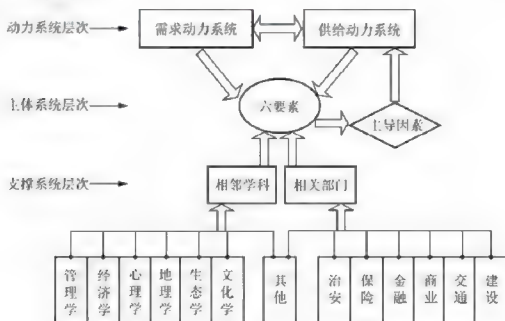 动力系统层次
需求动力系统
供给动力系统
主体系统层次
六要素
主导因素
支撑系统层次
相邻学科
相关部门
管理学
经济学
心理学
地理学
生态学
文化学
其他
治安
保险
金融
商业
交通
建设